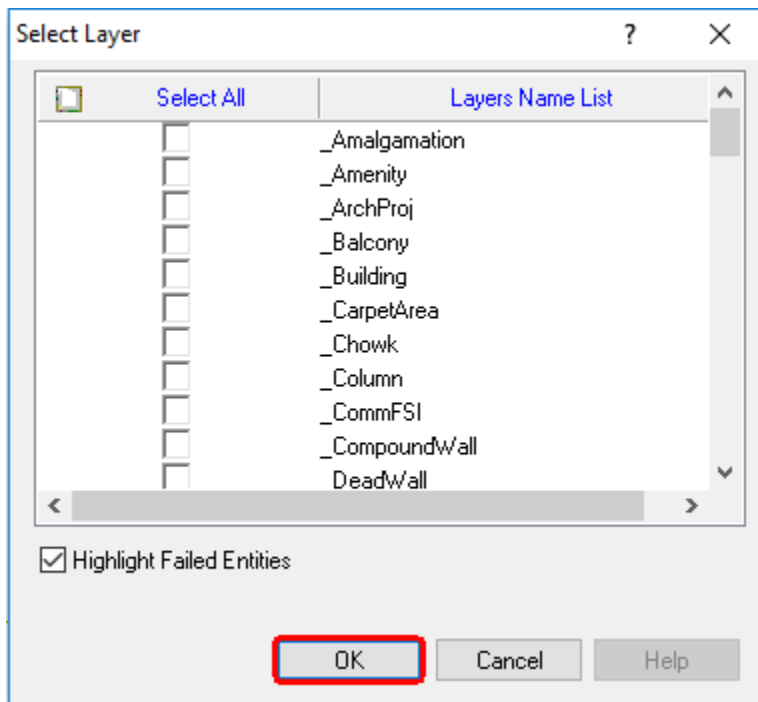 Select Layer ?
Select All Layers Name List
_Amalgamation
_Amenity
_ArchProj
_Balcony
_Building
_CarpetArea
_Chowk
_Column
_CommFSI
_CompoundWall
DeadWall
Highlight Failed Entities
OK Cancel Help